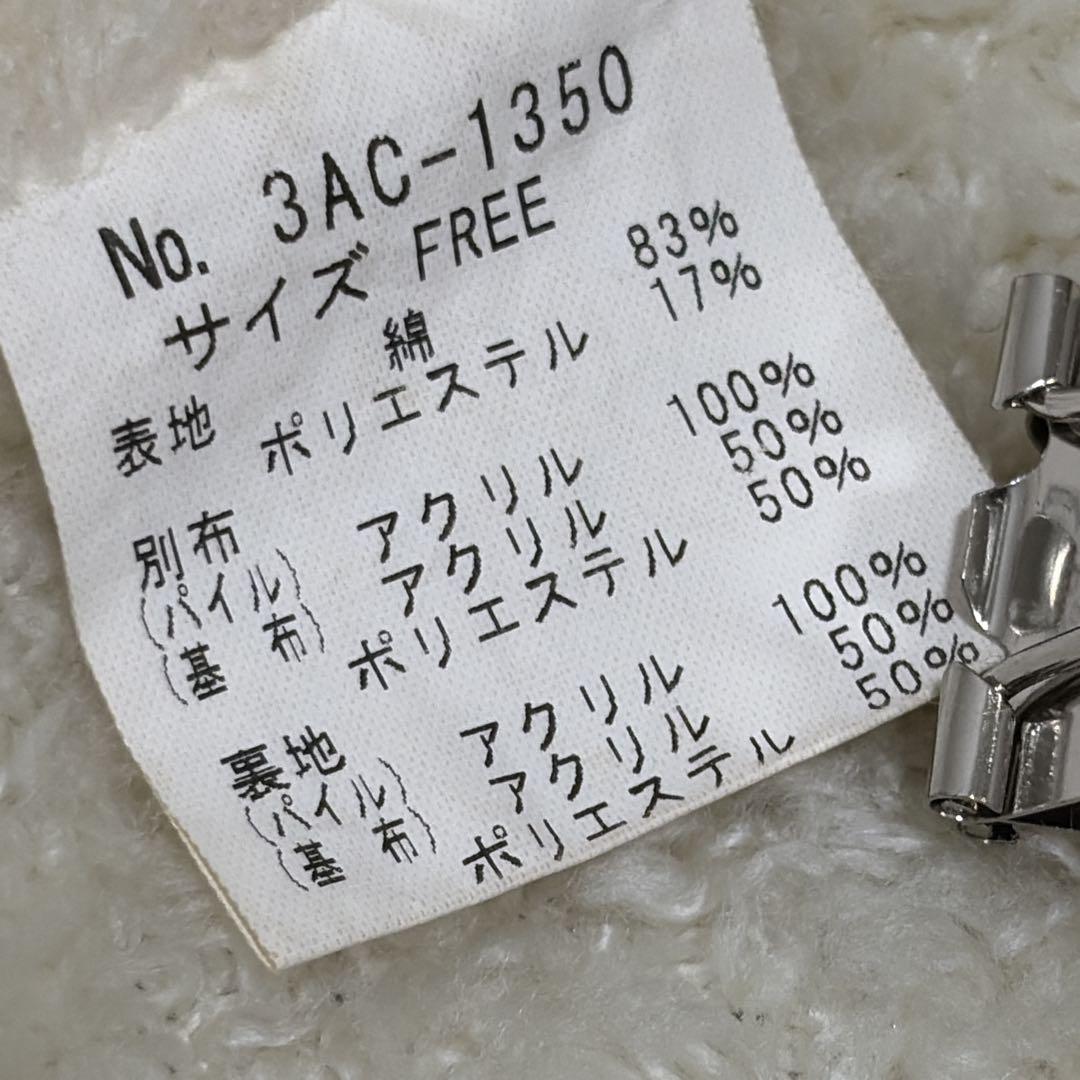 No. 3AC-1350
サイズ FREE
表地 綿 83%
ポリエステル 17%
別布
(パイル) アクリル 100%
(基布) アクリル 50%
ポリエステル 50%
裏地
(パイル) アクリル 100%
(基布) アクリル 50%
ポリエステル 50%